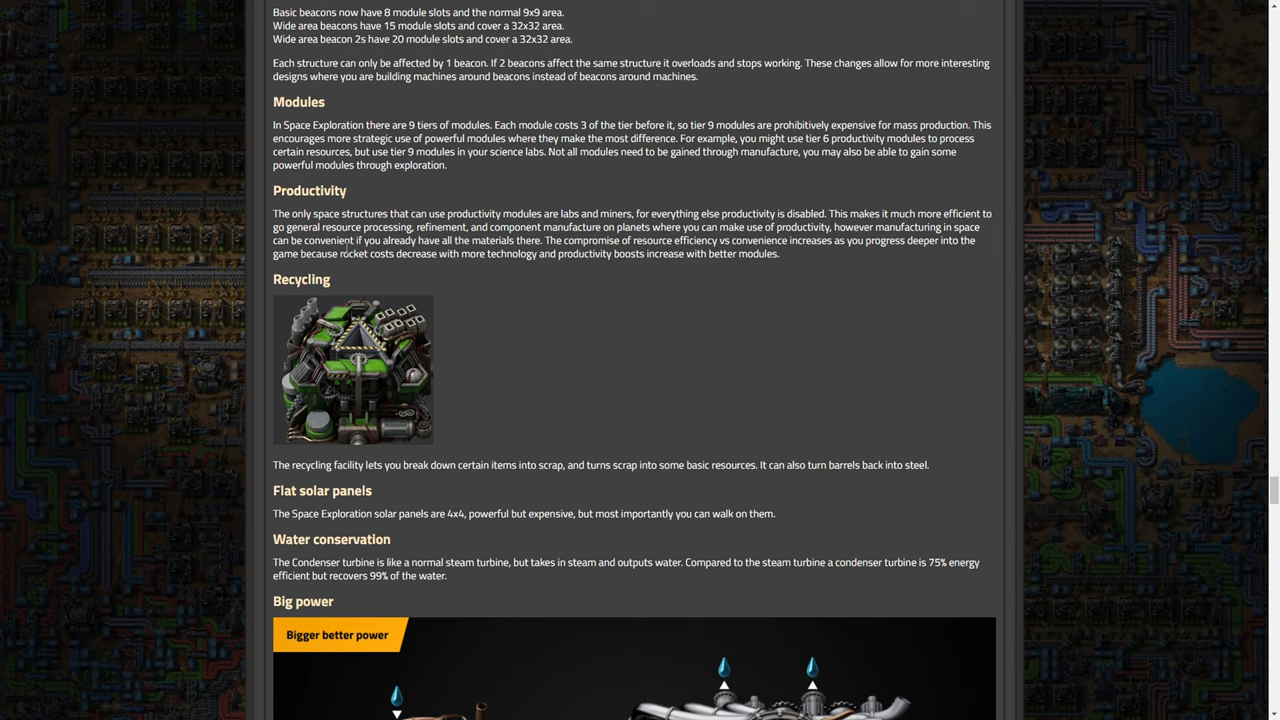 Basic beacons now have 8 module slots and the normal 9x9 area.
Wide area beacons have 15 module slots and cover a 32x32 area.
Wide area beacon 2s have 20 module slots and cover a 32x32 area.
Each structure can only be affected by 1 beacon. If 2 beacons affect the same structure it overloads and stops working. These changes allow for more interesting
designs where you are building machines around beacons instead of beacons around machines.
Modules
In Space Exploration there are 9 tiers of modules. Each module costs 3 of the tier before it, so tier 9 modules are prohibitively expensive for mass production. This
encourages more strategic use of powerful modules where they make the most difference. For example, you might use tier 6 productivity modules to process
certain resources, but use tier 9 modules in your science labs. Not all modules need to be gained through manufacture, you may also be able to gain some
powerful modules through exploration.
Productivity
The only space structures that can use productivity modules are labs and miners, for everything else productivity is disabled. This makes it much more efficient to
go general resource processing, refinement, and component manufacture on planets where you can make use of productivity, however manufacturing in space
can be convenient if you already have all the materials there. The compromise of resource efficiency vs convenience increases as you progress deeper into the
game because rocket costs decrease with more technology and productivity boosts increase with better modules.
Recycling
The recycling facility lets you break down certain items into scrap, and turns scrap into some basic resources. It can also turn barrels back into steel.
Flat solar panels
The Space Exploration solar panels are 4x4, powerful but expensive, but most importantly you can walk on them.
Water conservation
The Condenser turbine is like a normal steam turbine, but takes in steam and outputs water. Compared to the steam turbine a condenser turbine is 75% energy
efficient but recovers 99% of the water.
Big power
Bigger better power